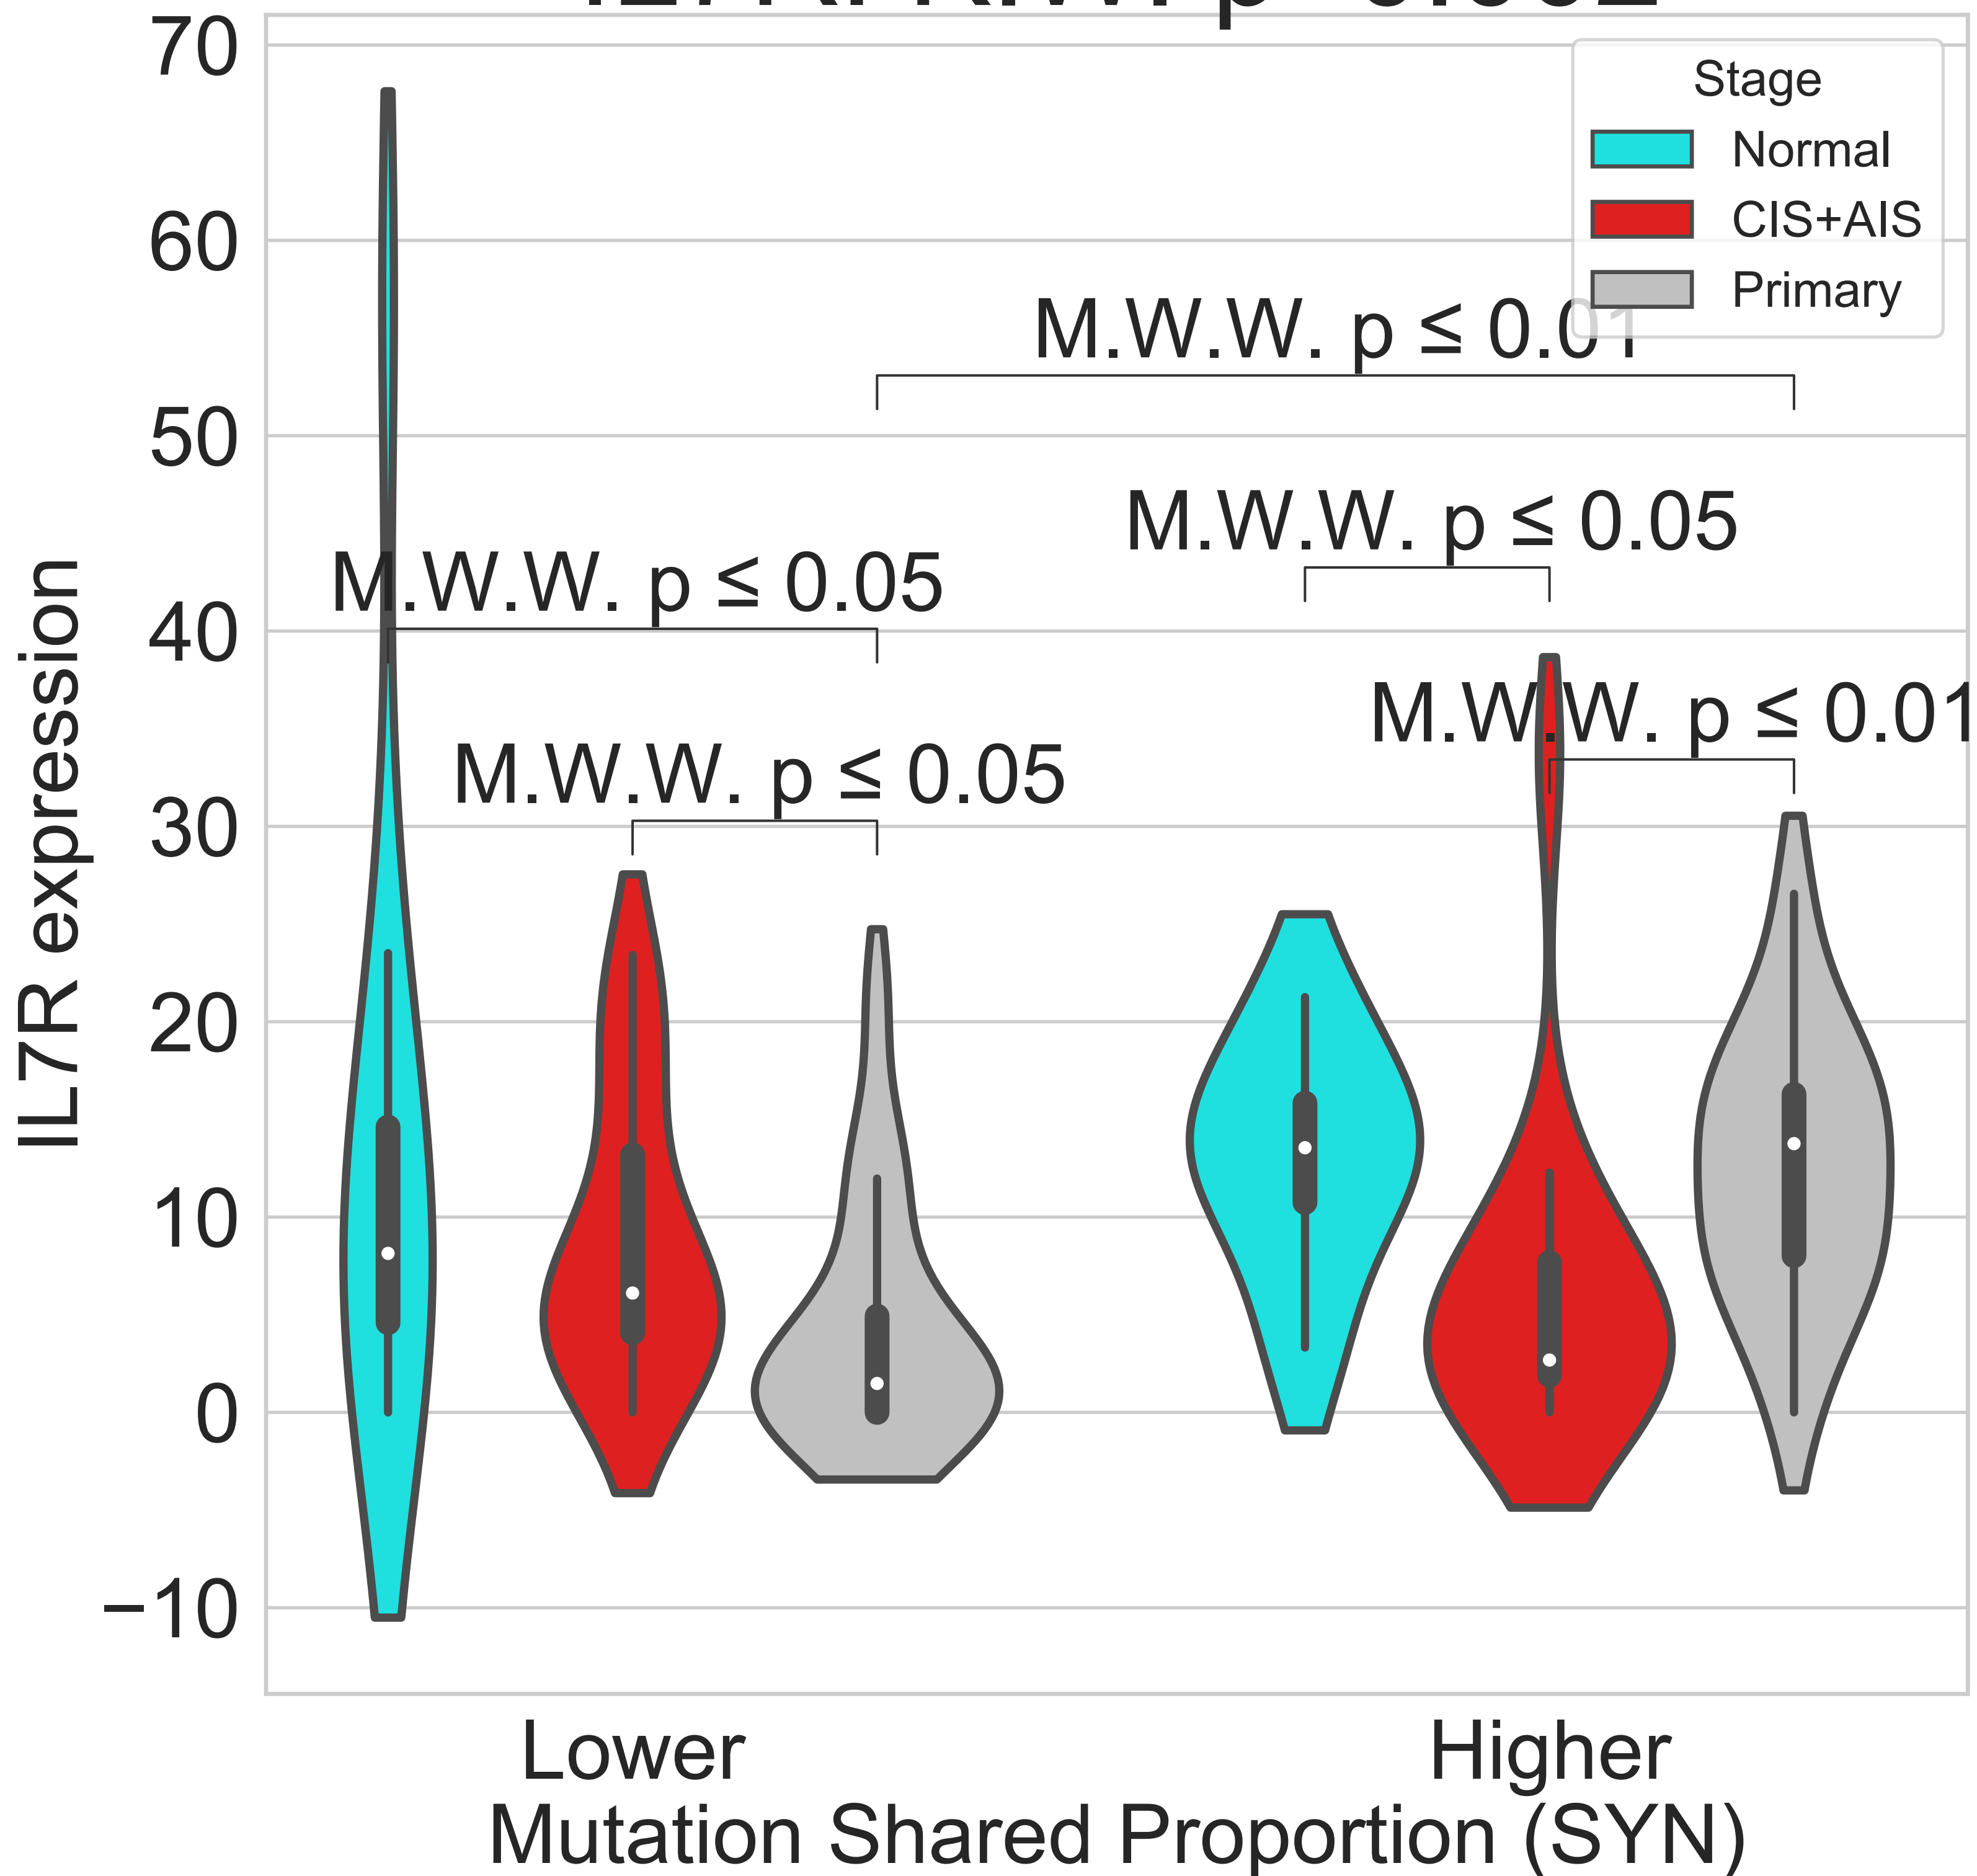 70
60
50
40
30
20
10
0
−10
IL7R expression
Stage
Normal
CIS+AIS
Primary
M.W.W. p ≤ 0.01
M.W.W. p ≤ 0.05
M.W.W. p ≤ 0.05
M.W.W. p ≤ 0.01
M.W.W. p ≤ 0.05
Lower
Higher
Mutation Shared Proportion (SYN)